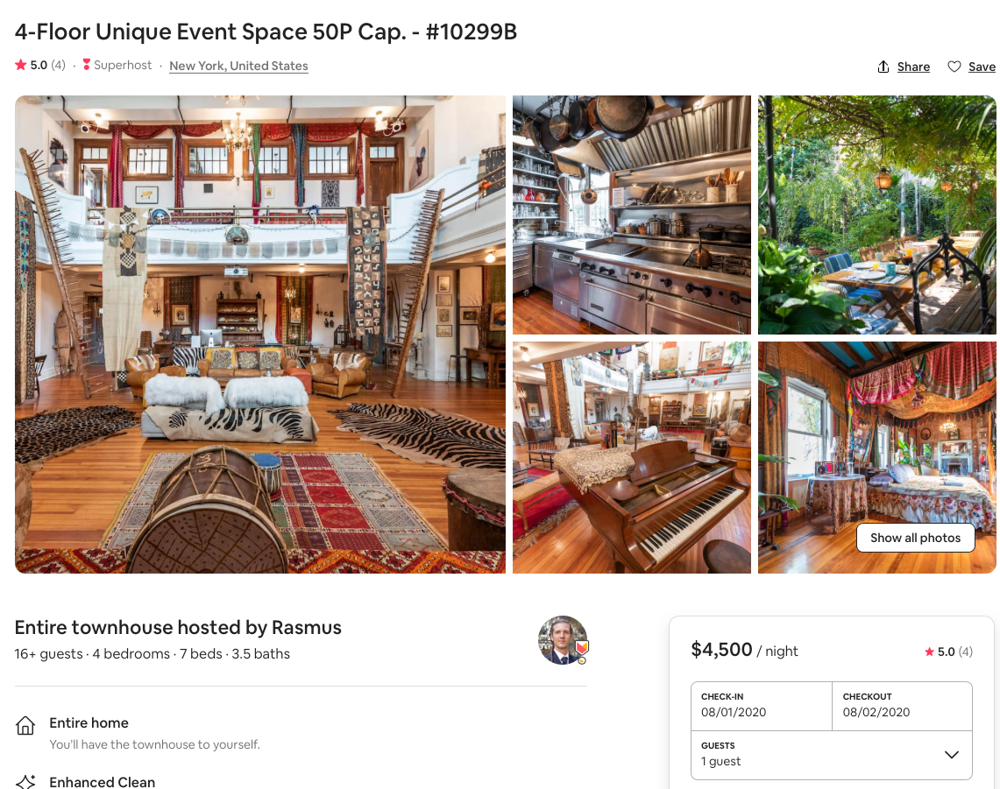 4-Floor Unique Event Space 50P Cap. - #10299B
5.0 (4) · Superhost · New York, United States
Share Save
Show all photos
Entire townhouse hosted by Rasmus
16+ guests · 4 bedrooms · 7 beds · 3.5 baths
$4,500 / night
5.0 (4)
CHECK-IN
08/01/2020
CHECKOUT
08/02/2020
GUESTS
1 guest
Entire home
You’ll have the townhouse to yourself.
Enhanced Clean